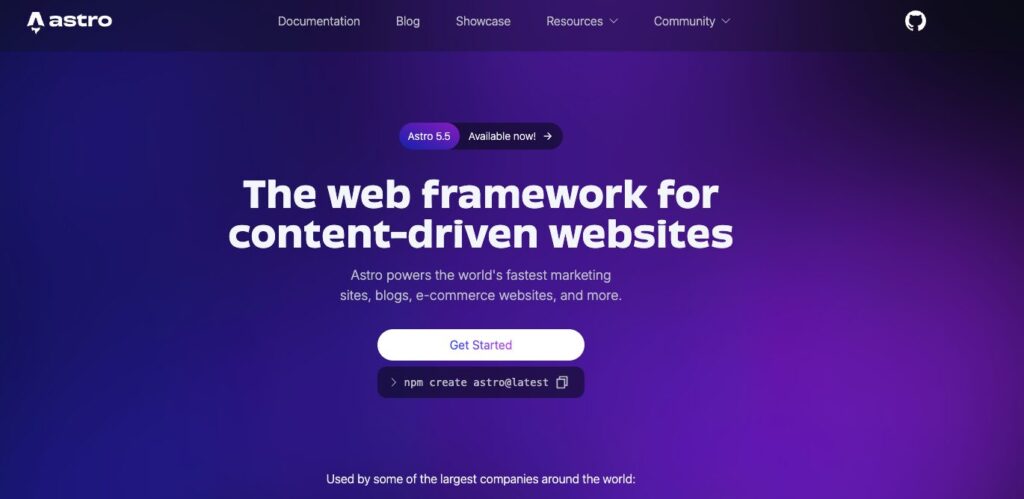 astro
Documentation
Blog
Showcase
Resources
Community
Astro 5.5 Available now! →
The web framework for
content-driven websites
Astro powers the world's fastest marketing
sites, blogs, e-commerce websites, and more.
Get Started
> npm create astro@latest
Used by some of the largest companies around the world: